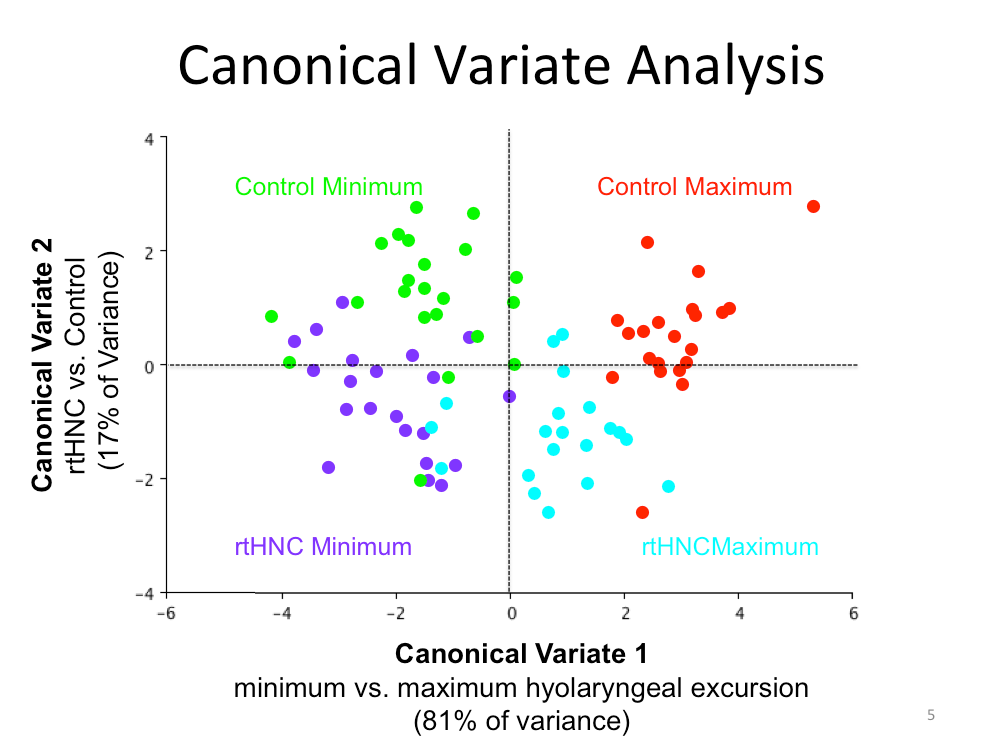 Canonical Variate Analysis
4
Control Minimum
Control Maximum
2
Canonical Variate 2
rtHNC vs. Control
(17% of Variance)
0
−2
rtHNC Minimum
rtHNCMaximum
−4
−6 −4 −2 0 2 4 6
Canonical Variate 1
minimum vs. maximum hyolaryngeal excursion
(81% of variance)
5